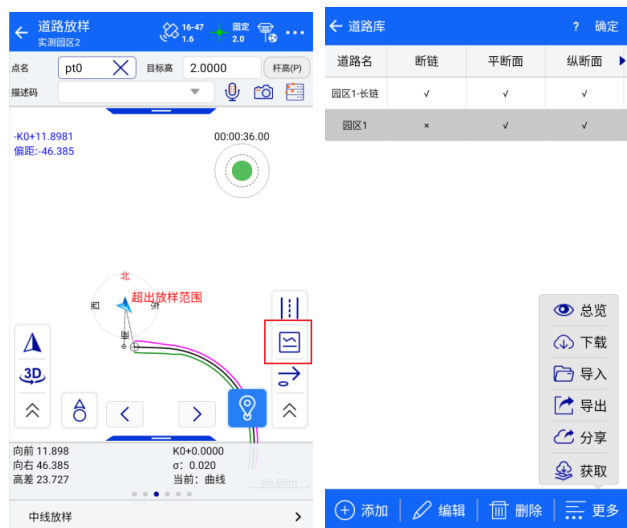 道路放样
实测园区2
16-47
1.6
固定
2.0
点名
pt0
目标高
2.0000
杆高(P)
描述码
-K0+11.8981
偏距:-46.385
00:00:36.00
北
超出放样范围
西
东
南
3D
向前 11.898
K0+0.0000
向右 46.385
σ: 0.020
高差 23.727
当前: 曲线
66.86m
中线放样
道路库
?
确定
道路名
断链
平断面
纵断面
园区1-长链
√
√
√
园区1
×
√
√
总览
下载
导入
导出
分享
获取
添加
编辑
删除
更多